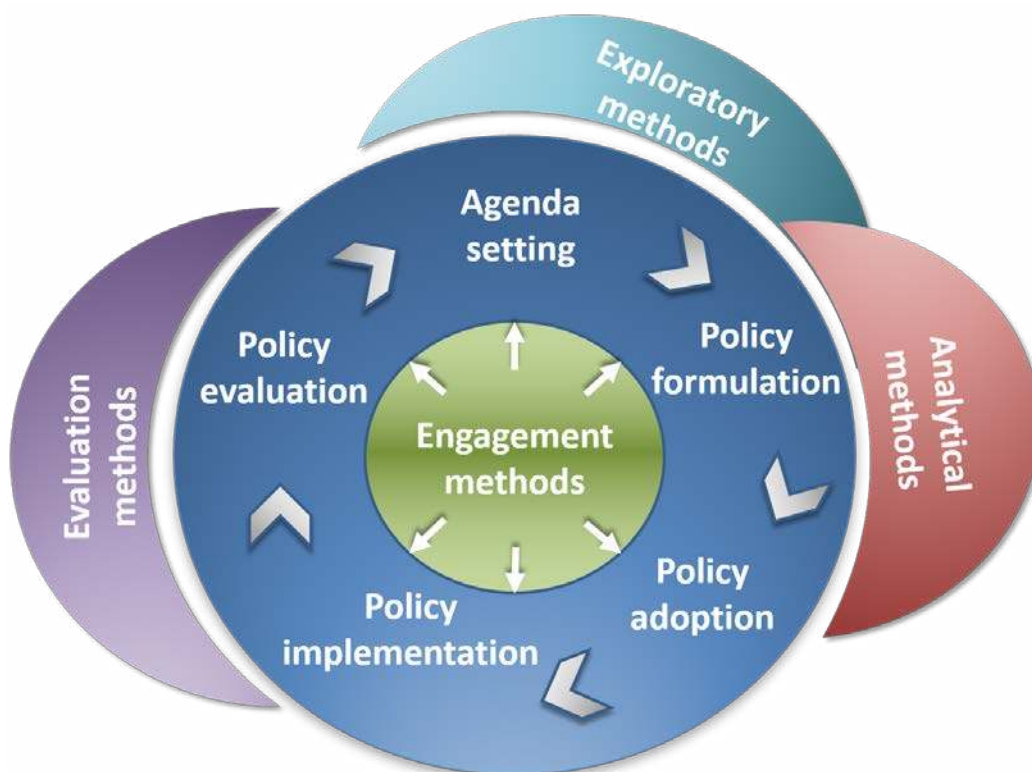 Exploratory
methods
Agenda
setting
Policy
formulation
Analytical
methods
Policy
adoption
Policy
implementation
Policy
evaluation
Evaluation
methods
Engagement
methods